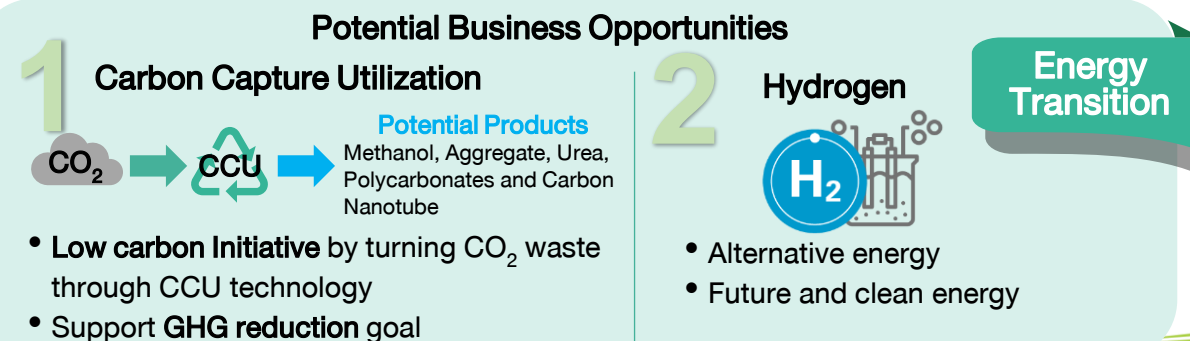 Potential Business Opportunities
1
Carbon Capture Utilization
CO₂
CCU
Potential Products
Methanol, Aggregate, Urea,
Polycarbonates and Carbon
Nanotube
• Low carbon Initiative by turning CO₂ waste
through CCU technology
• Support GHG reduction goal
2
Hydrogen
H₂
• Alternative energy
• Future and clean energy
Energy
Transition